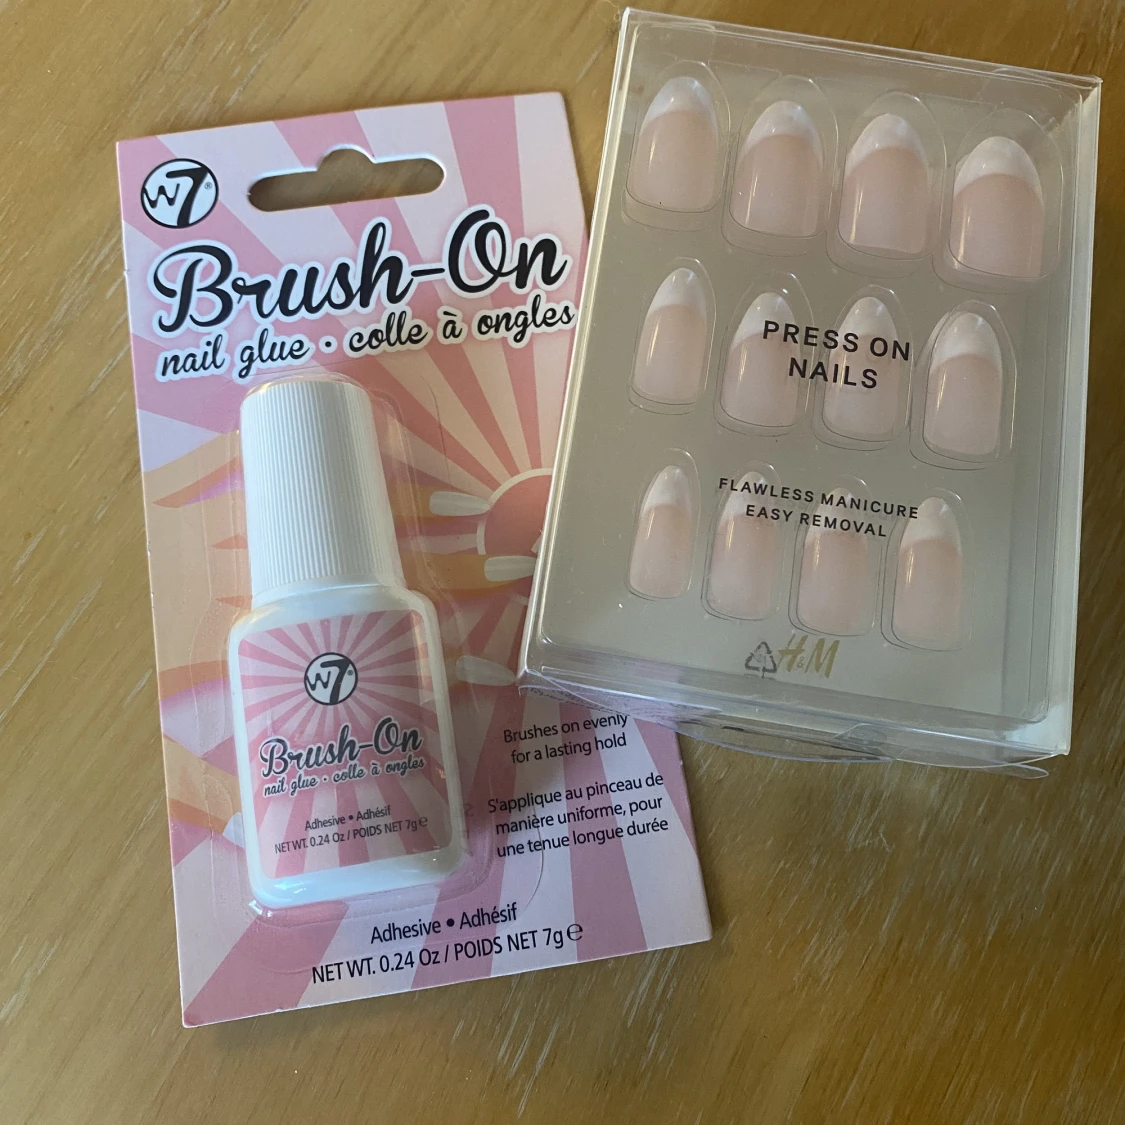 W7®
Brush-On
nail glue • colle à ongles
W7
Brush-On
nail glue • colle à ongles
Adhesive • Adhésif
NET WT. 0.24 Oz / POIDS NET 7g e
Brushes on evenly
for a lasting hold
S'applique au pinceau de
manière uniforme, pour
une tenue longue durée
Adhesive • Adhésif
NET WT. 0.24 Oz / POIDS NET 7g e
PRESS ON
NAILS
FLAWLESS MANICURE
EASY REMOVAL
H&M